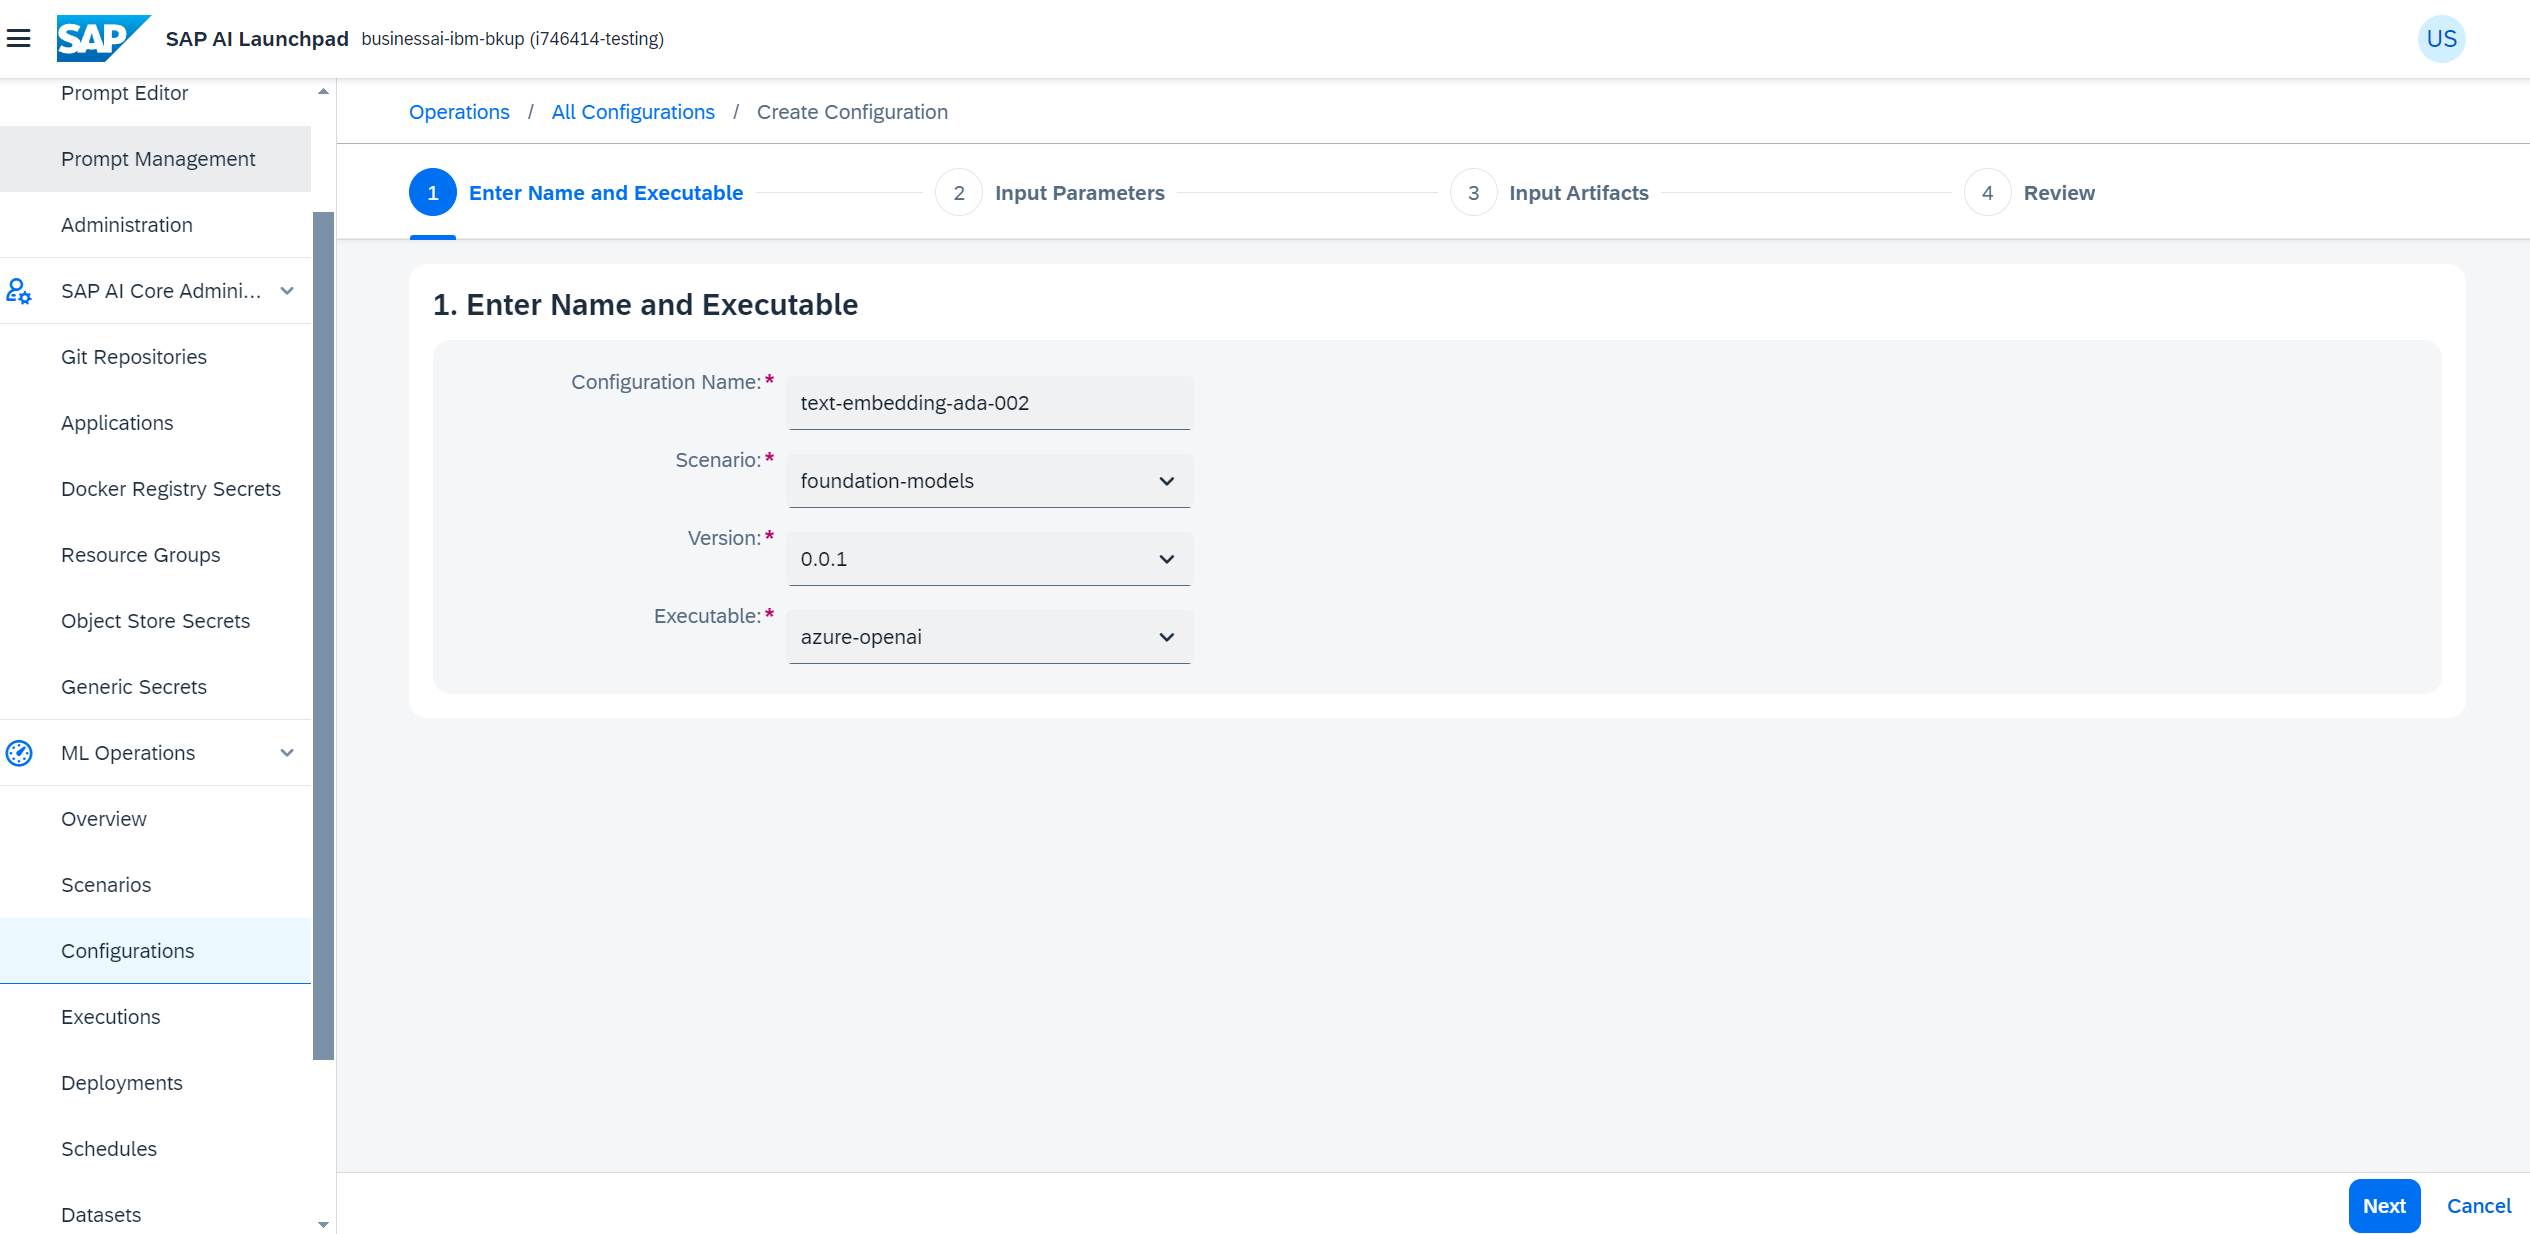 SAP SAP AI Launchpad businessai-ibm-bkup (i746414-testing) US
Prompt Editor
Prompt Management
Administration
SAP AI Core Admini...
Git Repositories
Applications
Docker Registry Secrets
Resource Groups
Object Store Secrets
Generic Secrets
ML Operations
Overview
Scenarios
Configurations
Executions
Deployments
Schedules
Datasets
Operations / All Configurations / Create Configuration
1 Enter Name and Executable 2 Input Parameters 3 Input Artifacts 4 Review
1. Enter Name and Executable
Configuration Name:* text-embedding-ada-002
Scenario:* foundation-models
Version:* 0.0.1
Executable:* azure-openai
Next Cancel